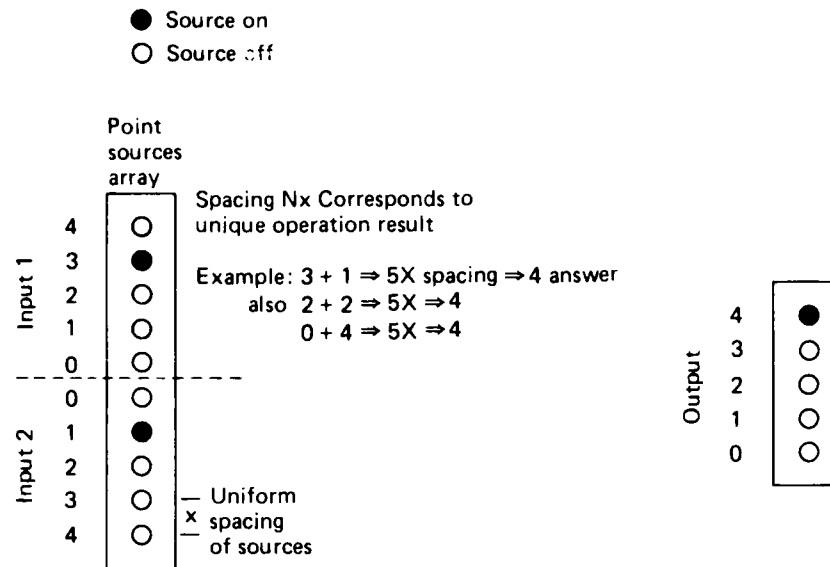 Source on
Source off
Point
sources
array
Spacing Nx Corresponds to
unique operation result
Example: 3 + 1 ⇒ 5X spacing ⇒ 4 answer
also 2 + 2 ⇒ 5X ⇒ 4
0 + 4 ⇒ 5X ⇒ 4
Input 1
4
3
2
1
0
Input 2
0
1
2
3
4
Uniform
x spacing
of sources
Output
4
3
2
1
0